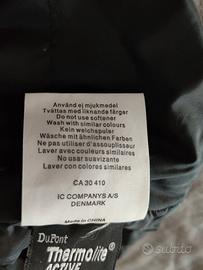 Använd ej mjukmedel
Tvättas med liknande färger
Do not use softener
Wash with similar colours
Kein weichspuler
Wäsche mit ähnlichen Farben
Ne pas utiliser d'assouplisseur
Laver avec couleurs similaires
No usar suavizante
Lavar con colores similares
CA 30 410
IC COMPANYS A/S
DENMARK
Made in CHINA
DuPont
Thermolite
ACTIVE
Subito